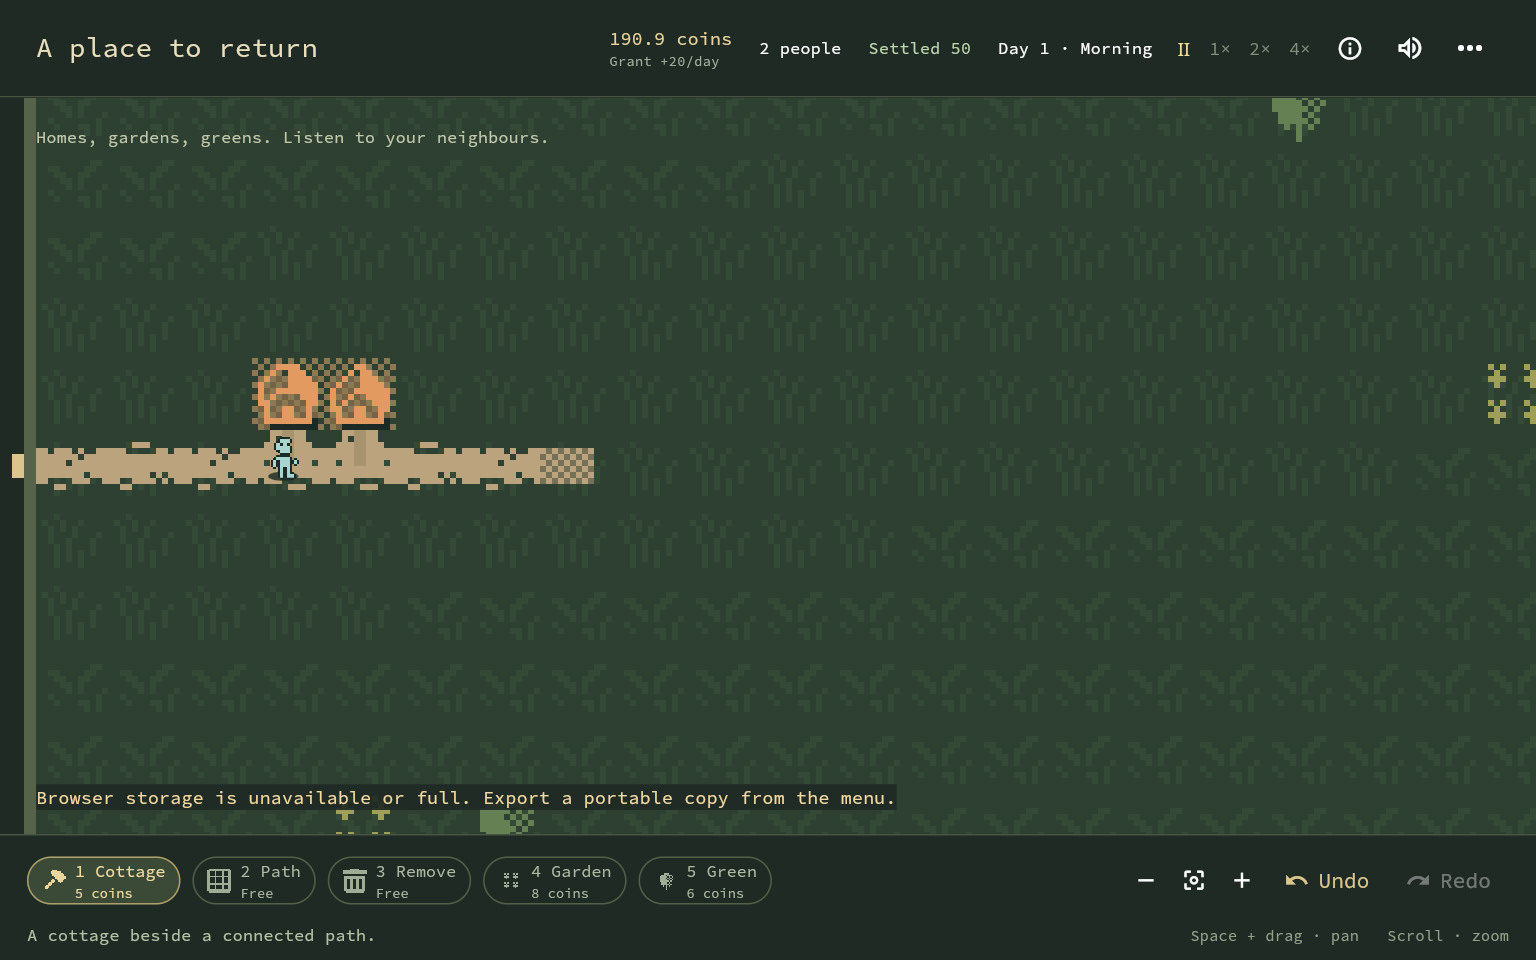 A place to return
190.9 coins
Grant +20/day
2 people
Settled 50
Day 1 · Morning
II
1×
2×
4×
Homes, gardens, greens. Listen to your neighbours.
Browser storage is unavailable or full. Export a portable copy from the menu.
1 Cottage
5 coins
2 Path
Free
3 Remove
Free
4 Garden
8 coins
5 Green
6 coins
Undo
Redo
A cottage beside a connected path.
Space + drag · pan
Scroll · zoom